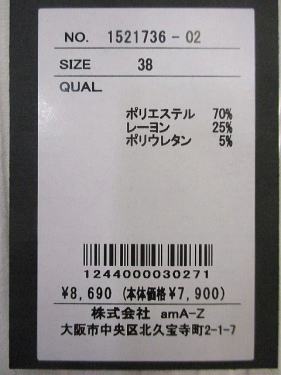 NO. 1521736-02
SIZE 38
QUAL.
ポリエステル 70%
レーヨン 25%
ポリウレタン 5%
1244000030271
¥8,690 (本体価格¥7,900)
株式会社 amA-Z
大阪市中央区北久宝寺町2-1-7